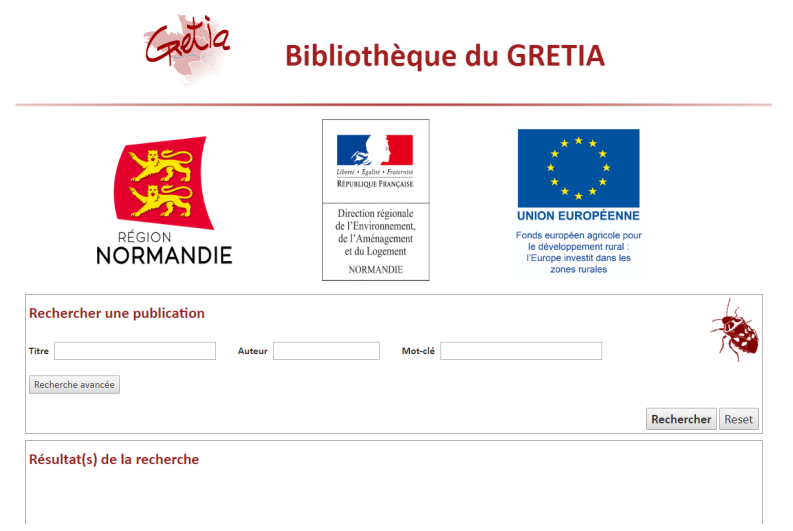 Gretia
Bibliothèque du GRETIA
RÉGION
NORMANDIE
Liberté • Égalité • Fraternité
RÉPUBLIQUE FRANÇAISE
Direction régionale
de l'Environnement,
de l'Aménagement
et du Logement
NORMANDIE
UNION EUROPÉENNE
Fonds européen agricole pour
le développement rural :
l'Europe investit dans les
zones rurales
Rechercher une publication
Titre
Auteur
Mot-clé
Recherche avancée
Rechercher
Reset
Résultat(s) de la recherche